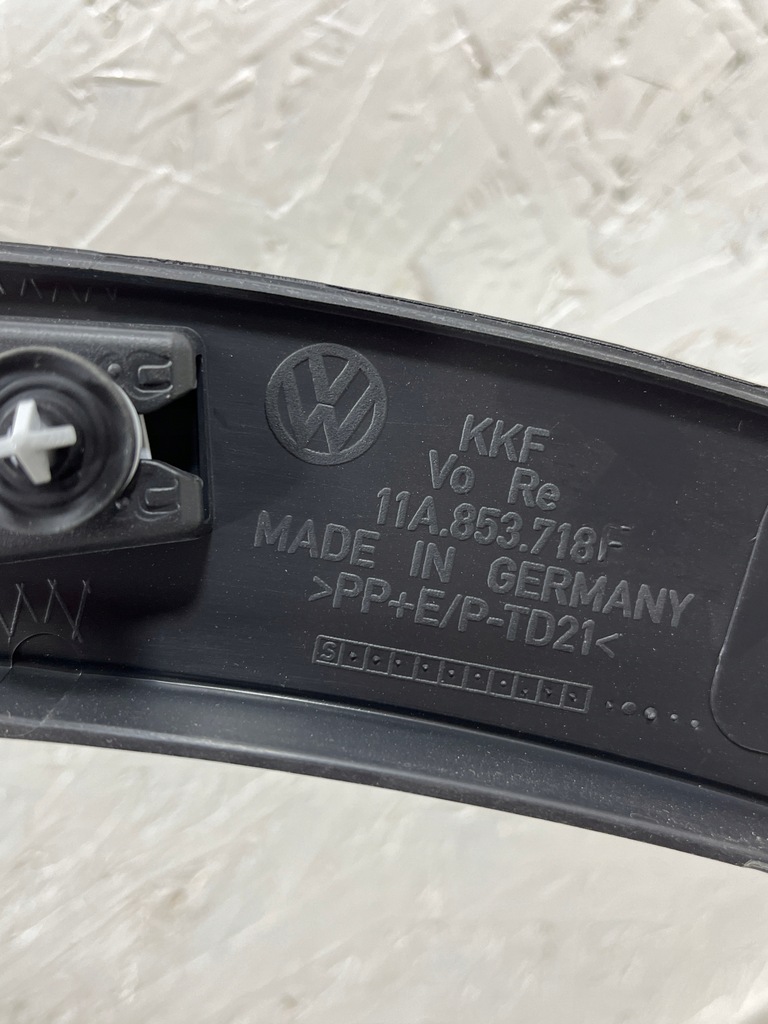 KKF
Vo Re
11A.853.718F
MADE IN GERMANY
>PP+E/P-TD21<
S